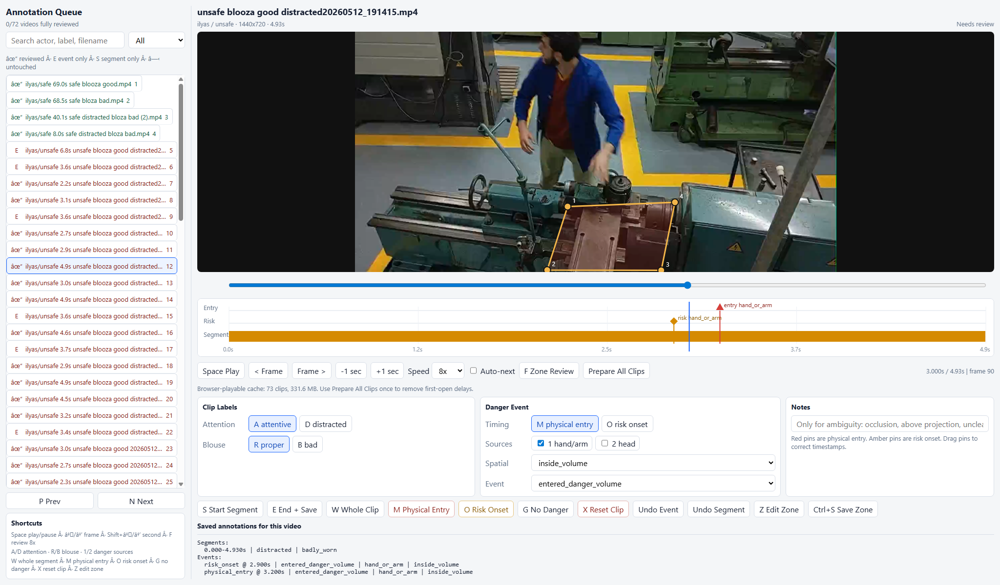 Annotation Queue
0/72 videos fully reviewed
Search actor, label, filename
All
âœ“ reviewed Â· E event only Â· S segment only Â· â—‹
untouched
âœ“ ilyas/safe 69.0s safe blooza good.mp4 1
âœ“ ilyas/safe 68.5s safe bloza bad.mp4 2
âœ“ ilyas/safe 40.1s safe distracted bloza bad (2).mp4 3
âœ“ ilyas/safe 8.0s safe distracted bloza bad.mp4 4
E ilyas/unsafe 6.8s unsafe blooza good distracted2... 5
E ilyas/unsafe 3.6s unsafe blooza good distracted2... 6
âœ“ ilyas/unsafe 2.2s unsafe blooza good distracted2... 7
âœ“ ilyas/unsafe 3.1s unsafe blooza good distracted2... 8
E ilyas/unsafe 3.6s unsafe blooza good distracted2... 9
âœ“ ilyas/unsafe 2.7s unsafe blooza good distracted... 10
âœ“ ilyas/unsafe 2.9s unsafe blooza good distracted... 11
âœ“ ilyas/unsafe 4.9s unsafe blooza good distracted... 12
âœ“ ilyas/unsafe 3.0s unsafe blooza good distracted... 13
âœ“ ilyas/unsafe 4.9s unsafe blooza good distracted... 14
E ilyas/unsafe 3.6s unsafe blooza good distracted... 15
âœ“ ilyas/unsafe 4.6s unsafe blooza good distracted... 16
E ilyas/unsafe 3.7s unsafe blooza good distracted... 17
âœ“ ilyas/unsafe 2.9s unsafe blooza good distracted... 18
âœ“ ilyas/unsafe 4.9s unsafe blooza good distracted... 19
âœ“ ilyas/unsafe 4.5s unsafe blooza good distracted... 20
âœ“ ilyas/unsafe 3.2s unsafe blooza good distracted... 21
E ilyas/unsafe 3.4s unsafe blooza good distracted... 22
âœ“ ilyas/unsafe 3.0s unsafe blooza good 20260512... 23
âœ“ ilyas/unsafe 2.7s unsafe blooza good 20260512... 24
âœ“ ilyas/unsafe 2.3s unsafe blooza good 20260512... 25
P Prev
N Next
Shortcuts
Space play/pause Â· â†/â†’ frame Â· Shift+â†/â†’ second Â· F
review 8x
A/D attention · R/B blouse · 1/2 danger sources
W whole segment Â· M physical entry Â· O risk onset Â· G no
danger Â· X reset clip Â· Z edit zone
unsafe blooza good distracted20260512_191415.mp4
ilyas / unsafe · 1440x720 · 4.93s
Needs review
1
4
2
3
Entry
entry hand_or_arm
Risk
risk hand_or_arm
Segment
0.0s
1.2s
2.5s
3.7s
4.9s
Space Play
< Frame
Frame >
-1 sec
+1 sec
Speed
8x
Auto-next
F Zone Review
Prepare All Clips
3.000s / 4.93s | frame 90
Browser-playable cache: 73 clips, 331.6 MB. Use Prepare All Clips once to remove first-open delays.
Clip Labels
Attention
A attentive
D distracted
Blouse
R proper
B bad
Danger Event
Timing
M physical entry
O risk onset
Sources
1 hand/arm
2 head
Spatial
inside_volume
Event
entered_danger_volume
Notes
Only for ambiguity: occlusion, above projection, unclea
Red pins are physical entry. Amber pins are risk onset. Drag pins to
correct timestamps.
S Start Segment
E End + Save
W Whole Clip
M Physical Entry
O Risk Onset
G No Danger
X Reset Clip
Undo Event
Undo Segment
Z Edit Zone
Ctrl+S Save Zone
Saved annotations for this video
Segments:
0.000-4.930s | distracted | badly_worn
Events:
risk_onset @ 2.900s | entered_danger_volume | hand_or_arm | inside_volume
physical_entry @ 3.200s | entered_danger_volume | hand_or_arm | inside_volume